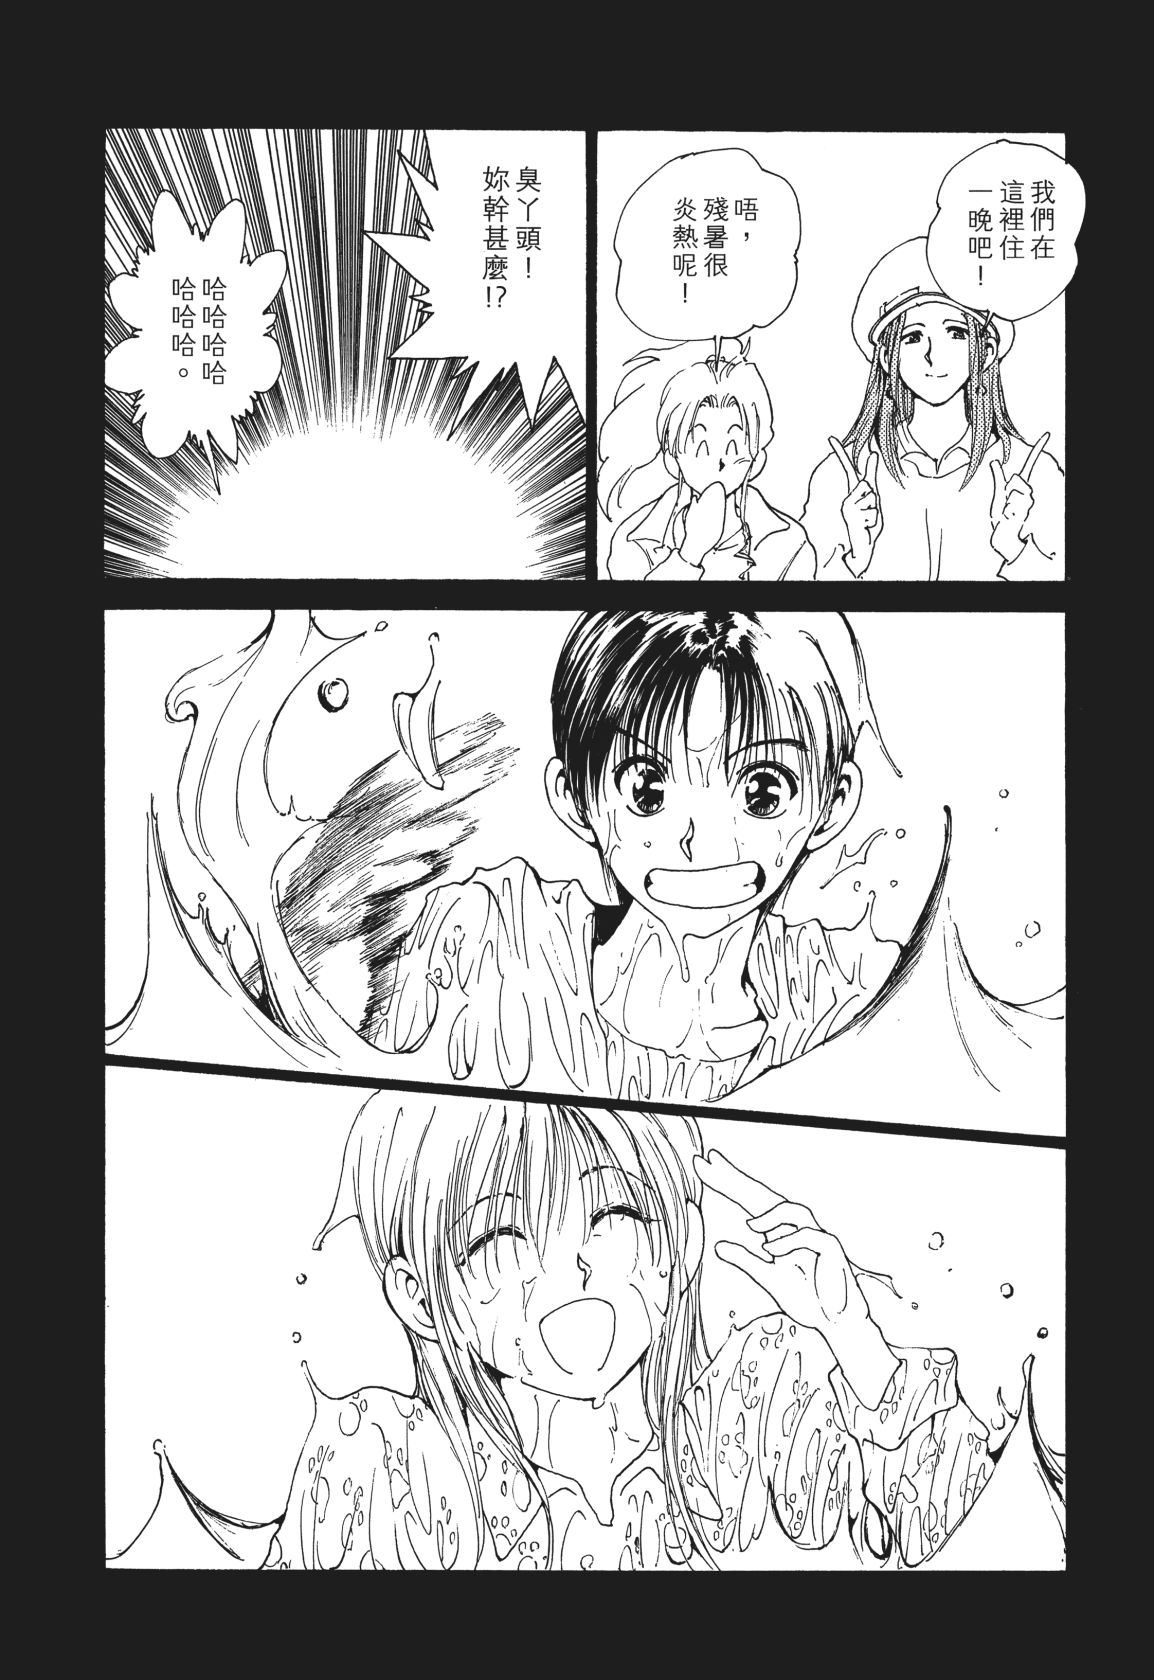 我們在
這裡住
一晚吧！
唔，
殘暑很
炎熱呢！
臭丫頭！
妳幹甚麼!?
哈哈哈哈
哈哈哈。